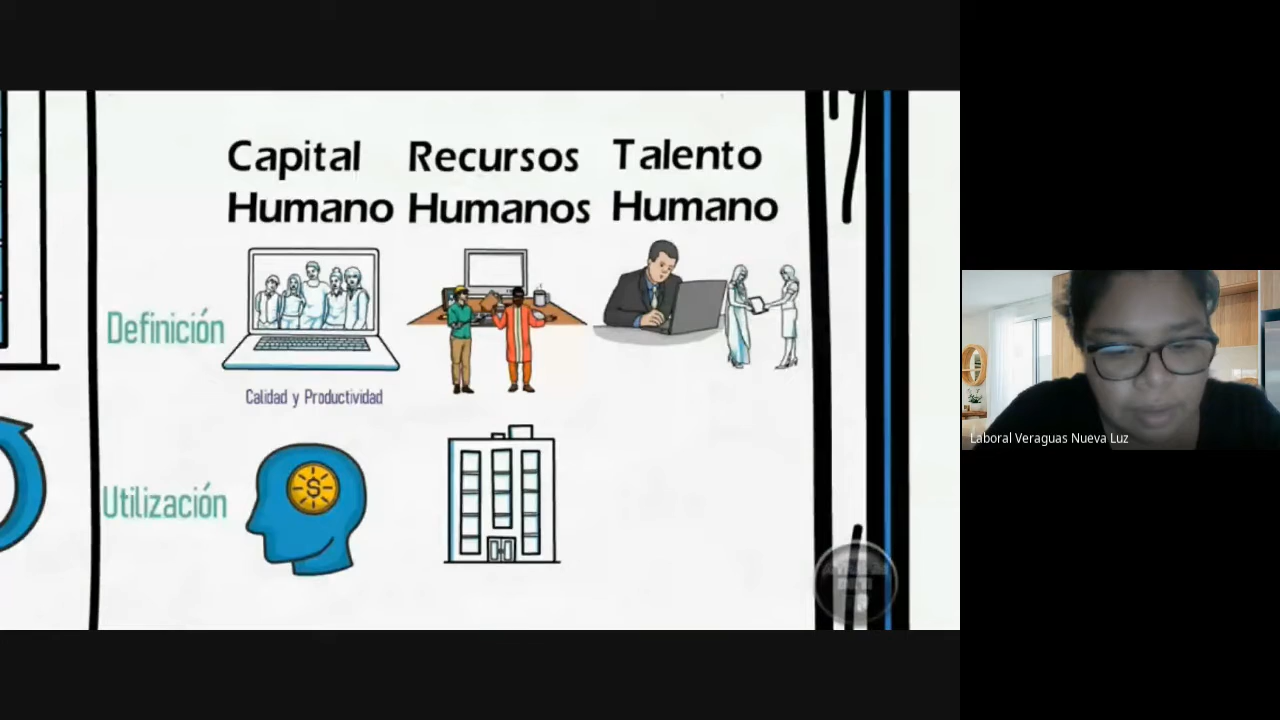 Capital Humano
Recursos Humanos
Talento Humano
Definición
Calidad y Productividad
Utilización
Laboral Veraguas Nueva Luz